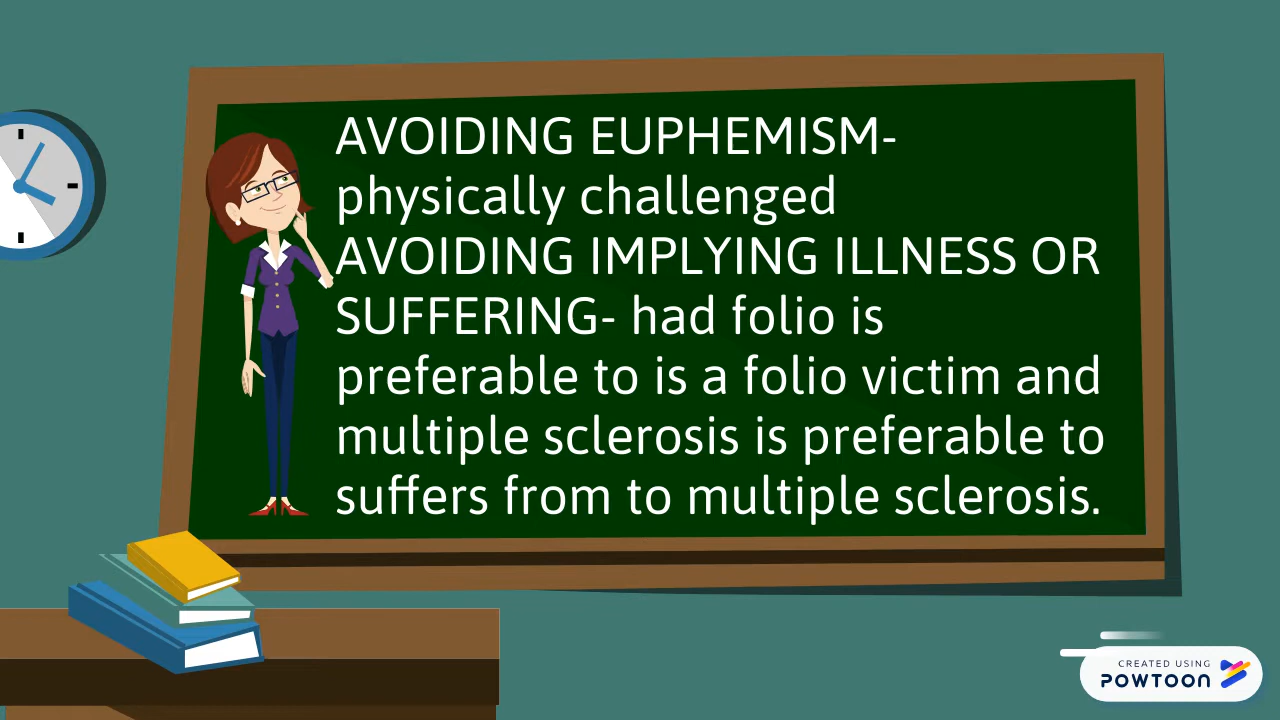 AVOIDING EUPHEMISM-
physically challenged
AVOIDING IMPLYING ILLNESS OR
SUFFERING- had folio is
preferable to is a folio victim and
multiple sclerosis is preferable to
suffers from to multiple sclerosis.
CREATED USING
POWTOON